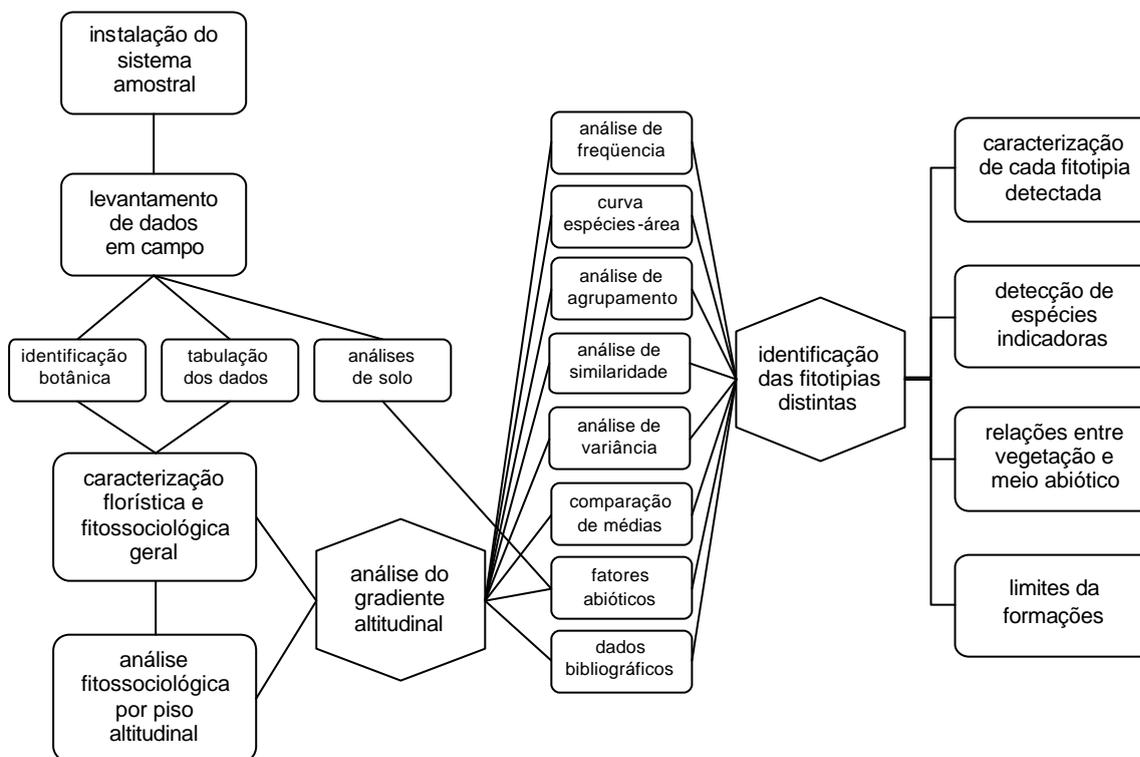 instalação do
sistema
amostral
levantamento
de dados
em campo
identificação
botânica
tabulação
dos dados
análises
de solo
caracterização
florística e
fitossociológica
geral
análise
fitossociológica
por piso
altitudinal
análise do
gradiente
altitudinal
análise de
freqüencia
curva
espécies-área
análise de
agrupamento
análise de
similaridade
análise de
variância
comparação
de médias
fatores
abióticos
dados
bibliográficos
identificação
das fitotipias
distintas
caracterização
de cada fitotipia
detectada
detecção de
espécies
indicadoras
relações entre
vegetação e
meio abiótico
limites da
formações